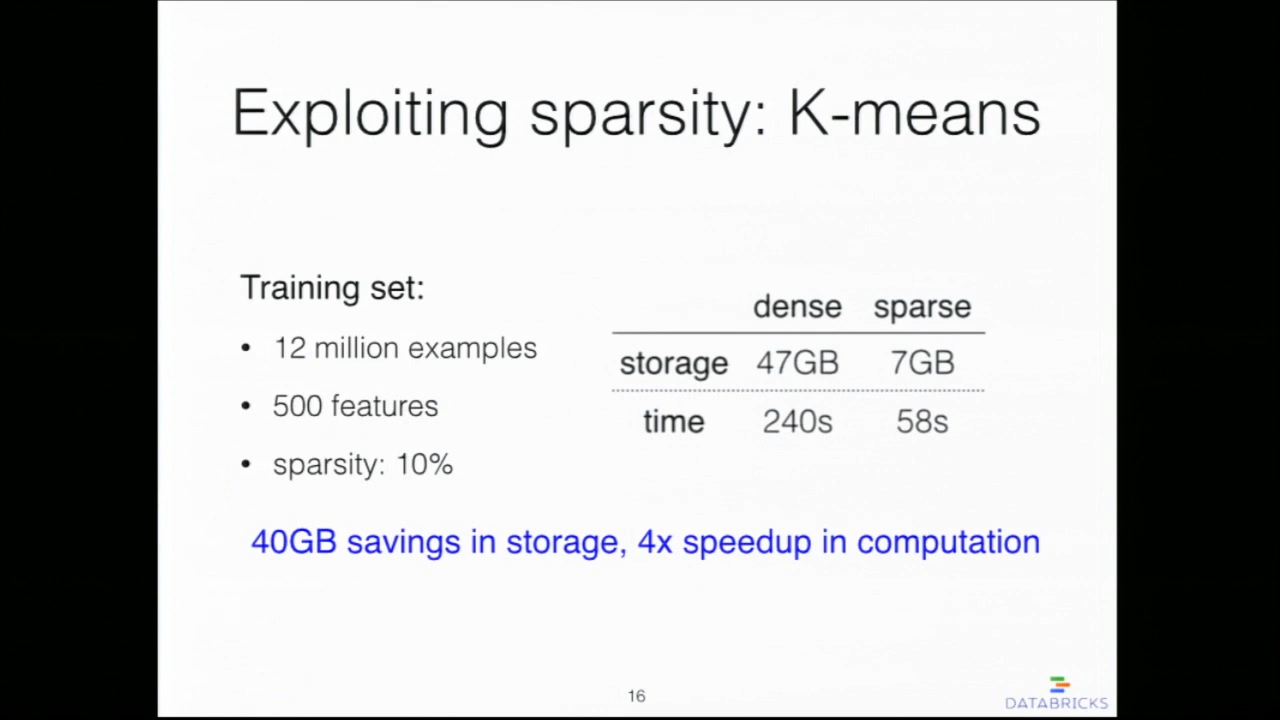 Exploiting sparsity: K-means
Training set:
• 12 million examples
• 500 features
• sparsity: 10%
dense sparse
storage 47GB 7GB
time 240s 58s
40GB savings in storage, 4x speedup in computation
16
DATABRICKS